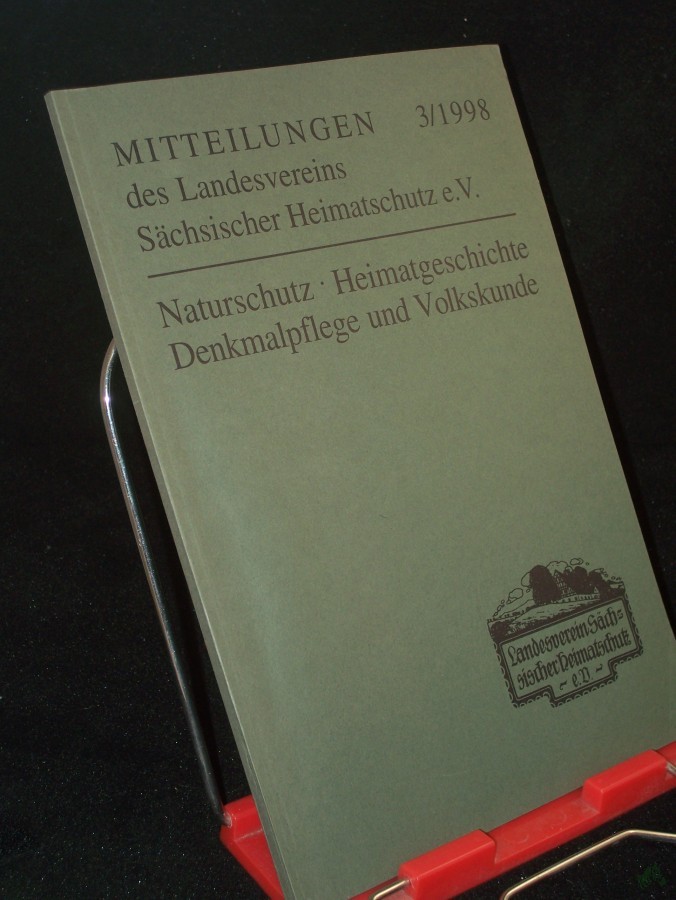 MITTEILUNGEN 3/1998
des Landesvereins
Sächsischer Heimatschutz e.V.
Naturschutz · Heimatgeschichte
Denkmalpflege und Volkskunde
Landesverein Säch=
sischer Heimatschutz
~ e.V. ~